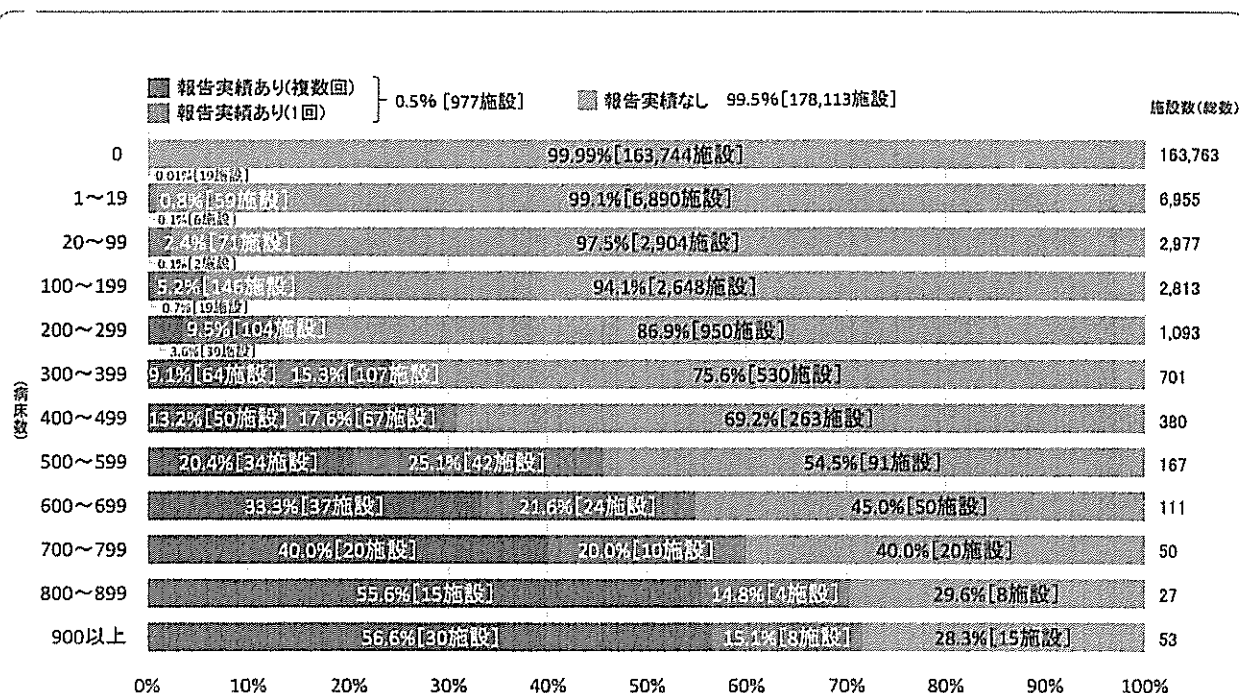 報告実績あり(複数回)
報告実績あり(1回)
0.5% [977施設]
報告実績なし 99.5% [178,113施設]
施設数(総数)
0 99.99%[163,744施設] 163,763
0.01%[19施設]
1～19 0.8%[59施設] 99.1%[6,890施設] 6,955
0.1%[6施設]
20～99 2.4%[71施設] 97.5%[2,904施設] 2,977
0.1%[2施設]
100～199 5.2%[146施設] 94.1%[2,648施設] 2,813
0.7%[19施設]
200～299 9.5%[104施設] 86.9%[950施設] 1,093
3.6%[39施設]
300～399 9.1%[64施設] 15.3%[107施設] 75.6%[530施設] 701
(病床数)
400～499 13.2%[50施設] 17.6%[67施設] 69.2%[263施設] 380
500～599 20.4%[34施設] 25.1%[42施設] 54.5%[91施設] 167
600～699 33.3%[37施設] 21.6%[24施設] 45.0%[50施設] 111
700～799 40.0%[20施設] 20.0%[10施設] 40.0%[20施設] 50
800～899 55.6%[15施設] 14.8%[4施設] 29.6%[8施設] 27
900以上 56.6%[30施設] 15.1%[8施設] 28.3%[15施設] 53
0% 10% 20% 30% 40% 50% 60% 70% 80% 90% 100%